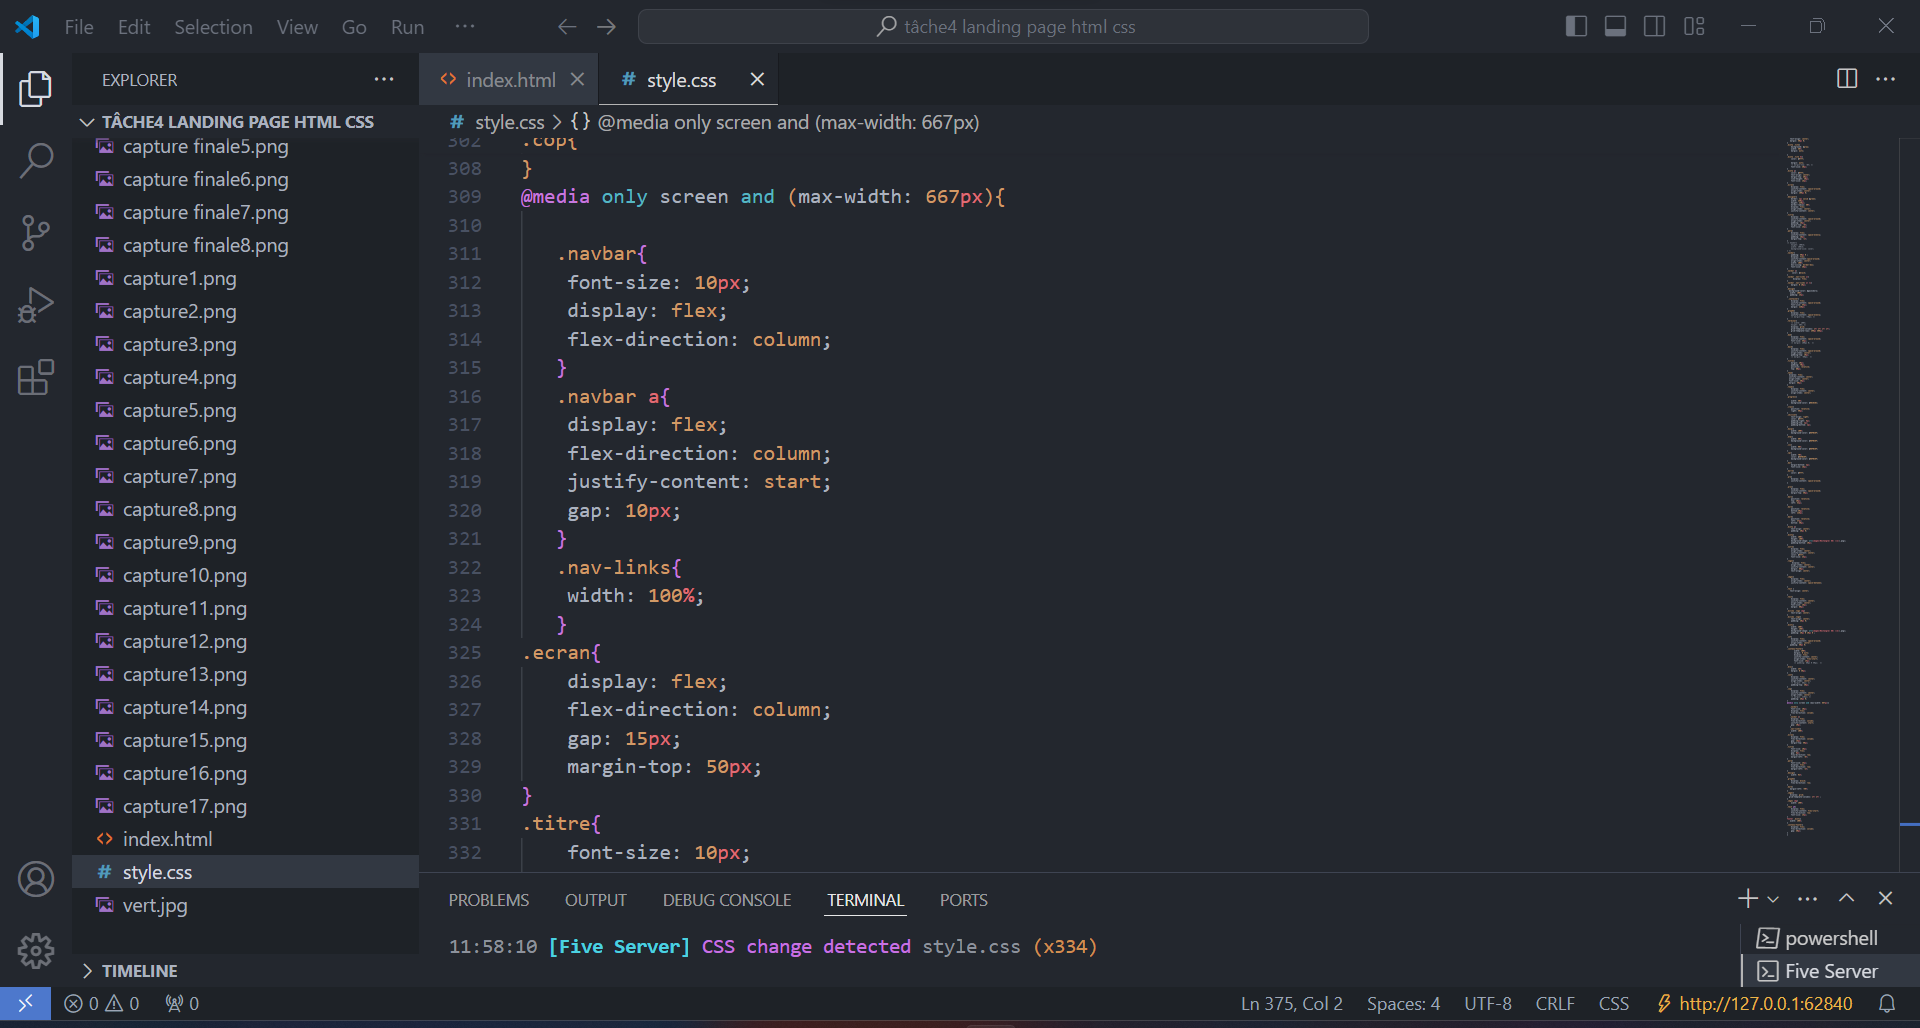 File Edit Selection View Go Run ··· tâche4 landing page html css
EXPLORER ···
TÂCHE4 LANDING PAGE HTML CSS
capture finale5.png
capture finale6.png
capture finale7.png
capture finale8.png
capture1.png
capture2.png
capture3.png
capture4.png
capture5.png
capture6.png
capture7.png
capture8.png
capture9.png
capture10.png
capture11.png
capture12.png
capture13.png
capture14.png
capture15.png
capture16.png
capture17.png
<> index.html
# style.css
vert.jpg
TIMELINE
<> index.html # style.css
# style.css > {} @media only screen and (max-width: 667px)
302 .cop{
308 }
309 @media only screen and (max-width: 667px){
310
311 .navbar{
312 font-size: 10px;
313 display: flex;
314 flex-direction: column;
315 }
316 .navbar a{
317 display: flex;
318 flex-direction: column;
319 justify-content: start;
320 gap: 10px;
321 }
322 .nav-links{
323 width: 100%;
324 }
325 .ecran{
326 display: flex;
327 flex-direction: column;
328 gap: 15px;
329 margin-top: 50px;
330 }
331 .titre{
332 font-size: 10px;
PROBLEMS OUTPUT DEBUG CONSOLE TERMINAL PORTS
11:58:10 [Five Server] CSS change detected style.css (x334)
powershell
Five Server
0 0 0 Ln 375, Col 2 Spaces: 4 UTF-8 CRLF CSS http://127.0.0.1:62840